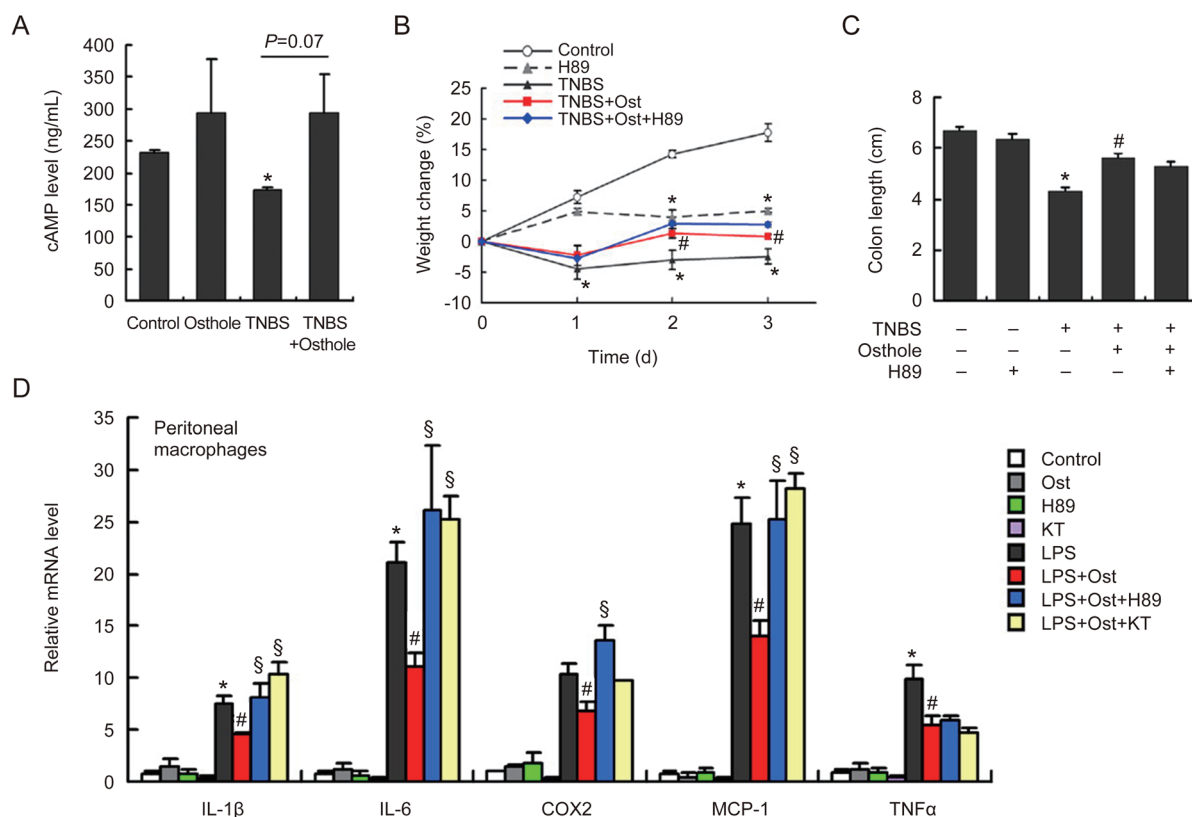 A
cAMP level (ng/mL)
400
350
300
250
200
150
100
50
0
P=0.07
*
Control
Osthole
TNBS
TNBS
+Osthole
B
Control
H89
TNBS
TNBS+Ost
TNBS+Ost+H89
Weight change (%)
25
20
15
10
5
0
-5
-10
* *
# #
* * *
0 1 2 3
Time (d)
C
Colon length (cm)
10
8
6
4
2
0
* #
TNBS – – + + +
Osthole – – – + +
H89 – + – – +
D
Relative mRNA level
35
30
25
20
15
10
5
0
Peritoneal
macrophages
* # § §
* # § §
# §
* # § §
* #
IL-1β
IL-6
COX2
MCP-1
TNFα
Control
Ost
H89
KT
LPS
LPS+Ost
LPS+Ost+H89
LPS+Ost+KT